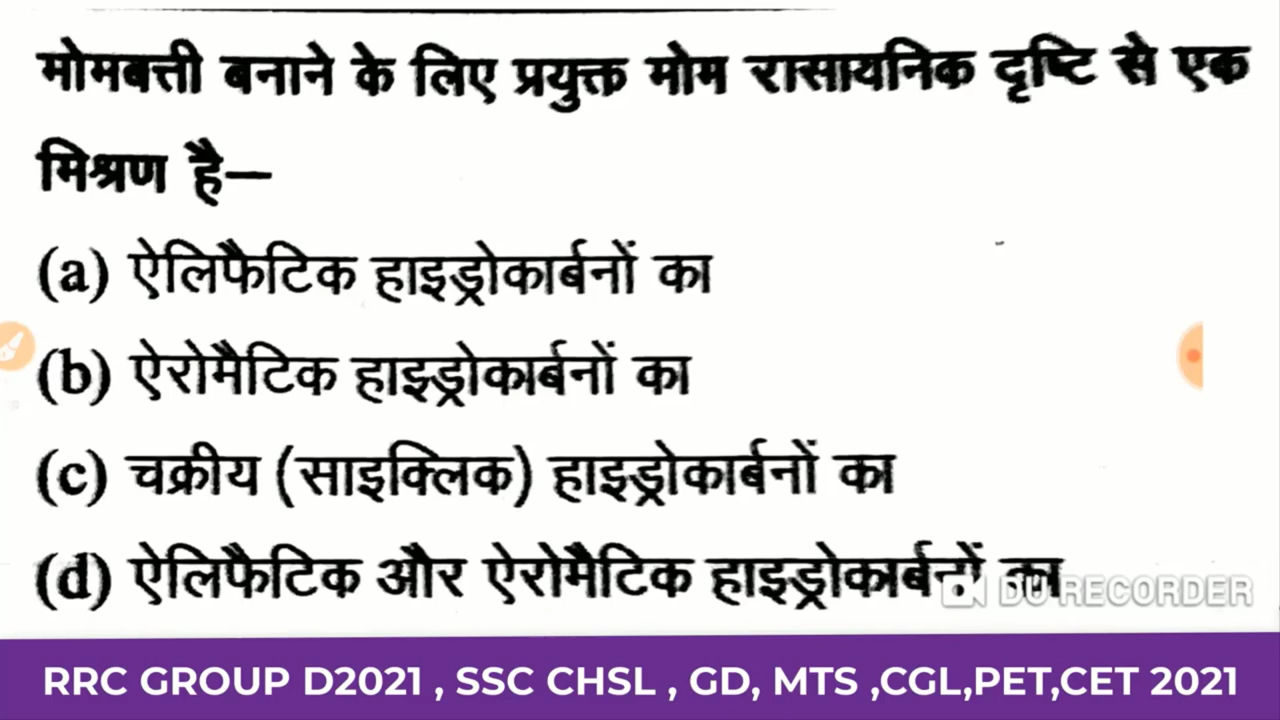 मोमबत्ती बनाने के लिए प्रयुक्त मोम रासायनिक दृष्टि से एक
मिश्रण है—
(a) ऐलिफैटिक हाइड्रोकार्बनों का
(b) ऐरोमैटिक हाइड्रोकार्बनों का
(c) चक्रीय (साइक्लिक) हाइड्रोकार्बनों का
(d) ऐलिफैटिक और ऐरोमैटिक हाइड्रोकार्बनों का
DU RECORDER
RRC GROUP D2021 , SSC CHSL , GD, MTS ,CGL,PET,CET 2021